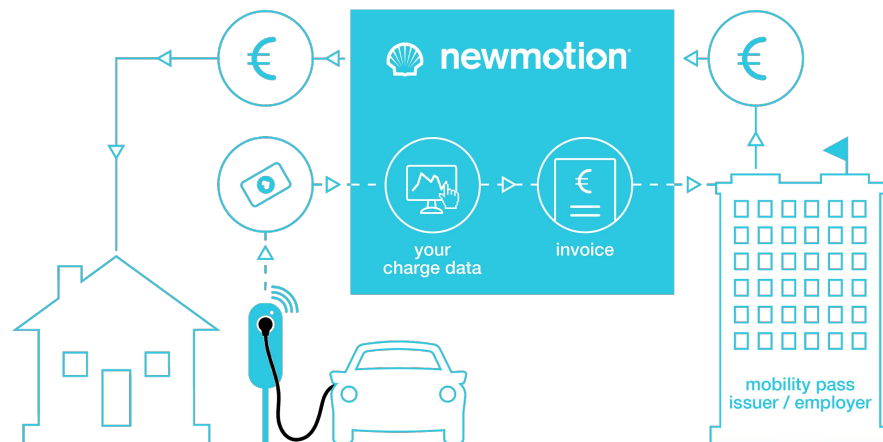 newmotion
your
charge data
invoice
mobility pass
issuer / employer